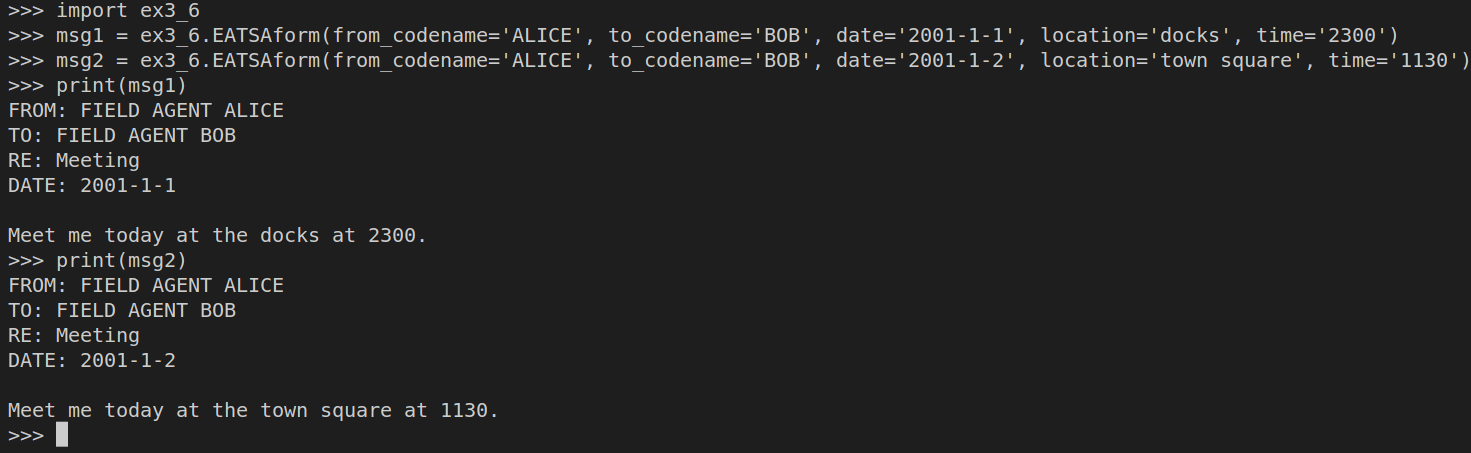 >>> import ex3_6
>>> msg1 = ex3_6.EATSAform(from_codename='ALICE', to_codename='BOB', date='2001-1-1', location='docks', time='2300')
>>> msg2 = ex3_6.EATSAform(from_codename='ALICE', to_codename='BOB', date='2001-1-2', location='town square', time='1130')
>>> print(msg1)
FROM: FIELD AGENT ALICE
TO: FIELD AGENT BOB
RE: Meeting
DATE: 2001-1-1

Meet me today at the docks at 2300.
>>> print(msg2)
FROM: FIELD AGENT ALICE
TO: FIELD AGENT BOB
RE: Meeting
DATE: 2001-1-2

Meet me today at the town square at 1130.
>>>